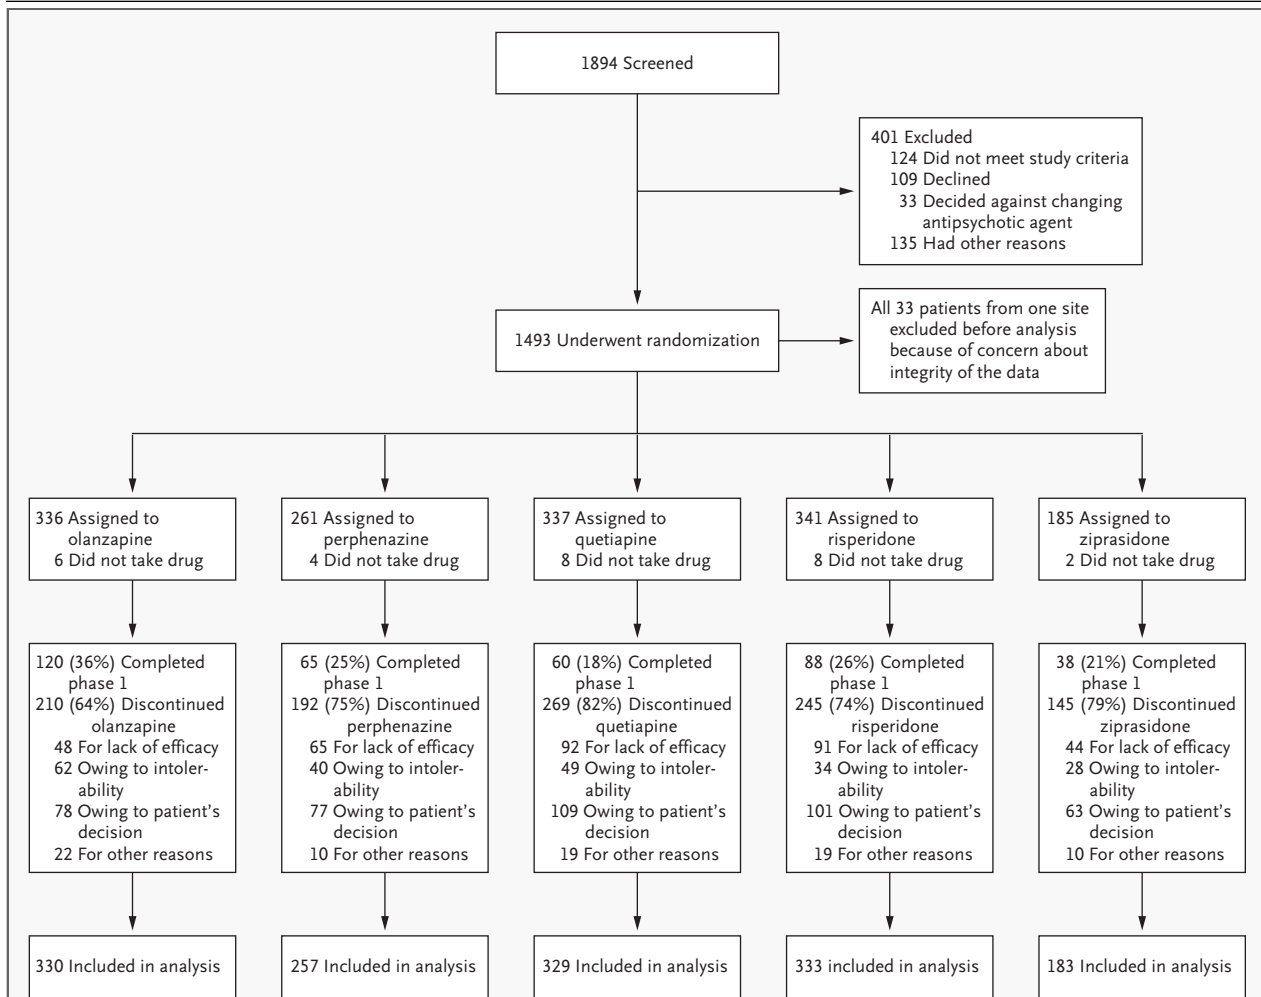 1894 Screened
401 Excluded
124 Did not meet study criteria
109 Declined
33 Decided against changing
antipsychotic agent
135 Had other reasons
1493 Underwent randomization
All 33 patients from one site
excluded before analysis
because of concern about
integrity of the data
336 Assigned to
olanzapine
6 Did not take drug
261 Assigned to
perphenazine
4 Did not take drug
337 Assigned to
quetiapine
8 Did not take drug
341 Assigned to
risperidone
8 Did not take drug
185 Assigned to
ziprasidone
2 Did not take drug
120 (36%) Completed
phase 1
210 (64%) Discontinued
olanzapine
48 For lack of efficacy
62 Owing to intoler-
ability
78 Owing to patient's
decision
22 For other reasons
65 (25%) Completed
phase 1
192 (75%) Discontinued
perphenazine
65 For lack of efficacy
40 Owing to intoler-
ability
77 Owing to patient's
decision
10 For other reasons
60 (18%) Completed
phase 1
269 (82%) Discontinued
quetiapine
92 For lack of efficacy
49 Owing to intoler-
ability
109 Owing to patient's
decision
19 For other reasons
88 (26%) Completed
phase 1
245 (74%) Discontinued
risperidone
91 For lack of efficacy
34 Owing to intoler-
ability
101 Owing to patient's
decision
19 For other reasons
38 (21%) Completed
phase 1
145 (79%) Discontinued
ziprasidone
44 For lack of efficacy
28 Owing to intoler-
ability
63 Owing to patient's
decision
10 For other reasons
330 Included in analysis
257 Included in analysis
329 Included in analysis
333 included in analysis
183 Included in analysis